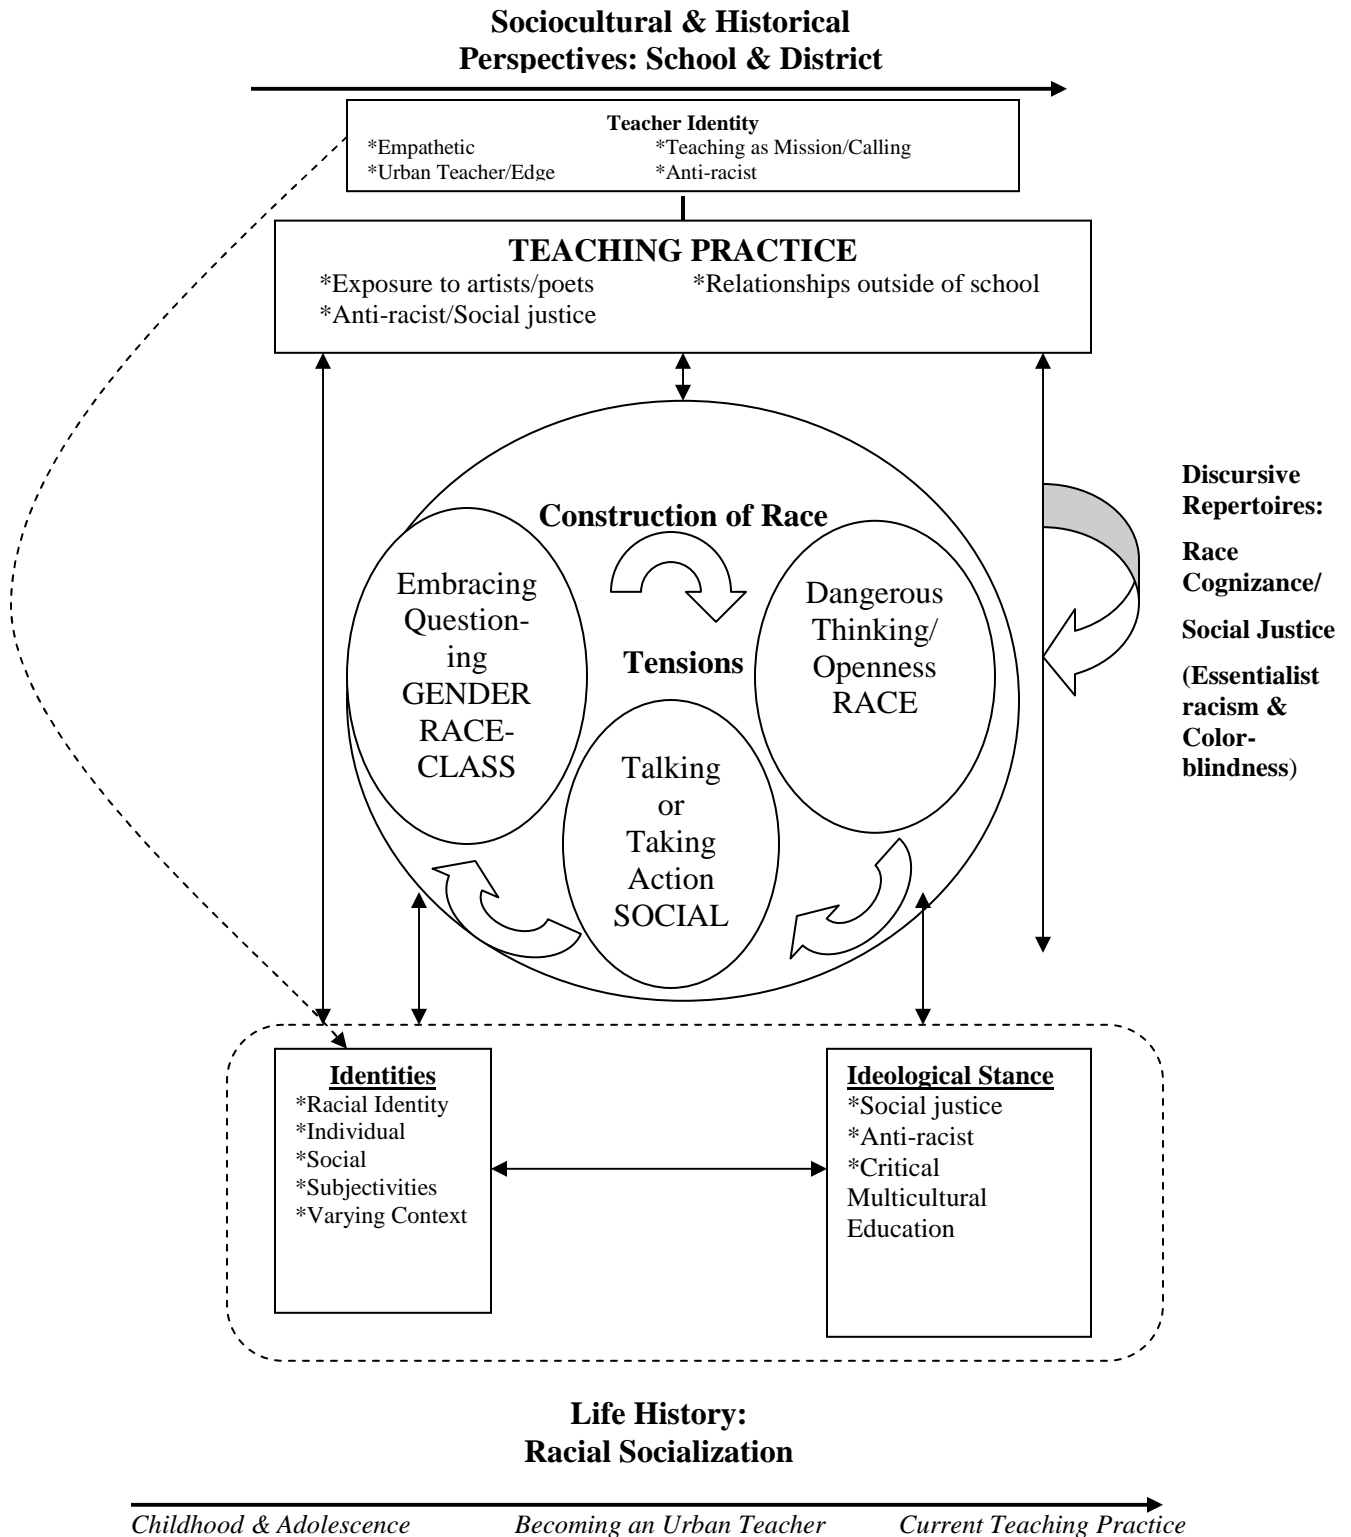 Sociocultural & Historical
Perspectives: School & District
Teacher Identity
*Empathetic *Teaching as Mission/Calling
*Urban Teacher/Edge *Anti-racist
TEACHING PRACTICE
*Exposure to artists/poets *Relationships outside of school
*Anti-racist/Social justice
Construction of Race
Tensions
Embracing
Question-
ing
GENDER
RACE-
CLASS
Dangerous
Thinking/
Openness
RACE
Talking
or
Taking
Action
SOCIAL
Discursive
Repertoires:
Race
Cognizance/
Social Justice
(Essentialist
racism &
Color-
blindness)
Identities
*Racial Identity
*Individual
*Social
*Subjectivities
*Varying Context
Ideological Stance
*Social justice
*Anti-racist
*Critical
Multicultural
Education
Life History:
Racial Socialization
Childhood & Adolescence Becoming an Urban Teacher Current Teaching Practice